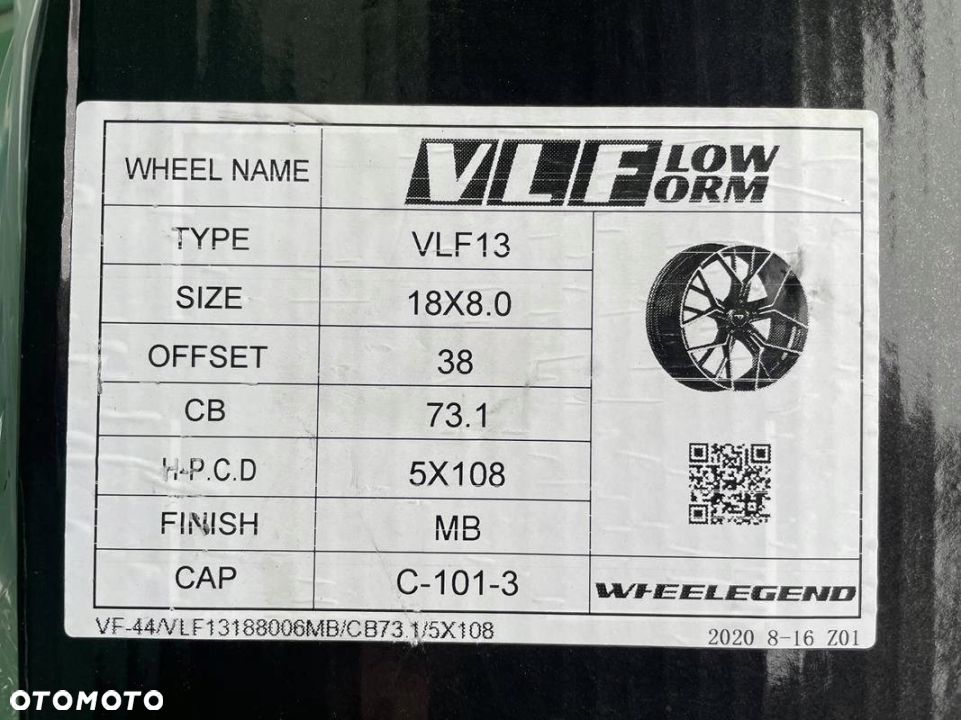 WHEEL NAME VLF LOW FORM
TYPE VLF13
SIZE 18X8.0
OFFSET 38
CB 73.1
H-P.C.D 5X108
FINISH MB
CAP C-101-3
WHEELEGEND
VF-44/VLF13188006MB/CB73.1/5X108
2020 8-16 Z01
OTOMOTO